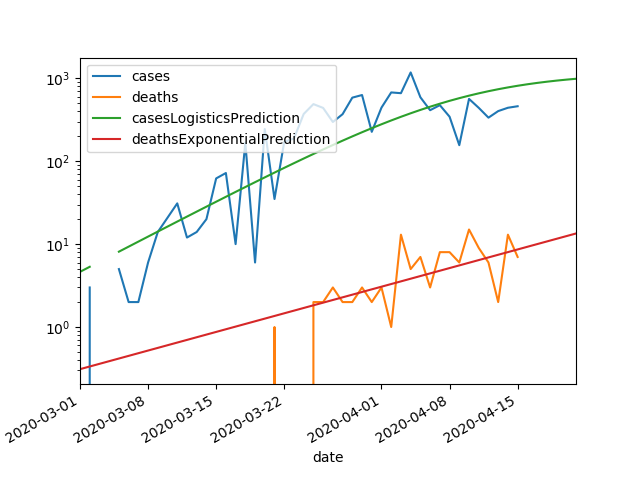 cases
deaths
casesLogisticsPrediction
deathsExponentialPrediction
10³
10²
10¹
10⁰
2020-03-01
2020-03-08
2020-03-15
2020-03-22
2020-04-01
2020-04-08
2020-04-15
date